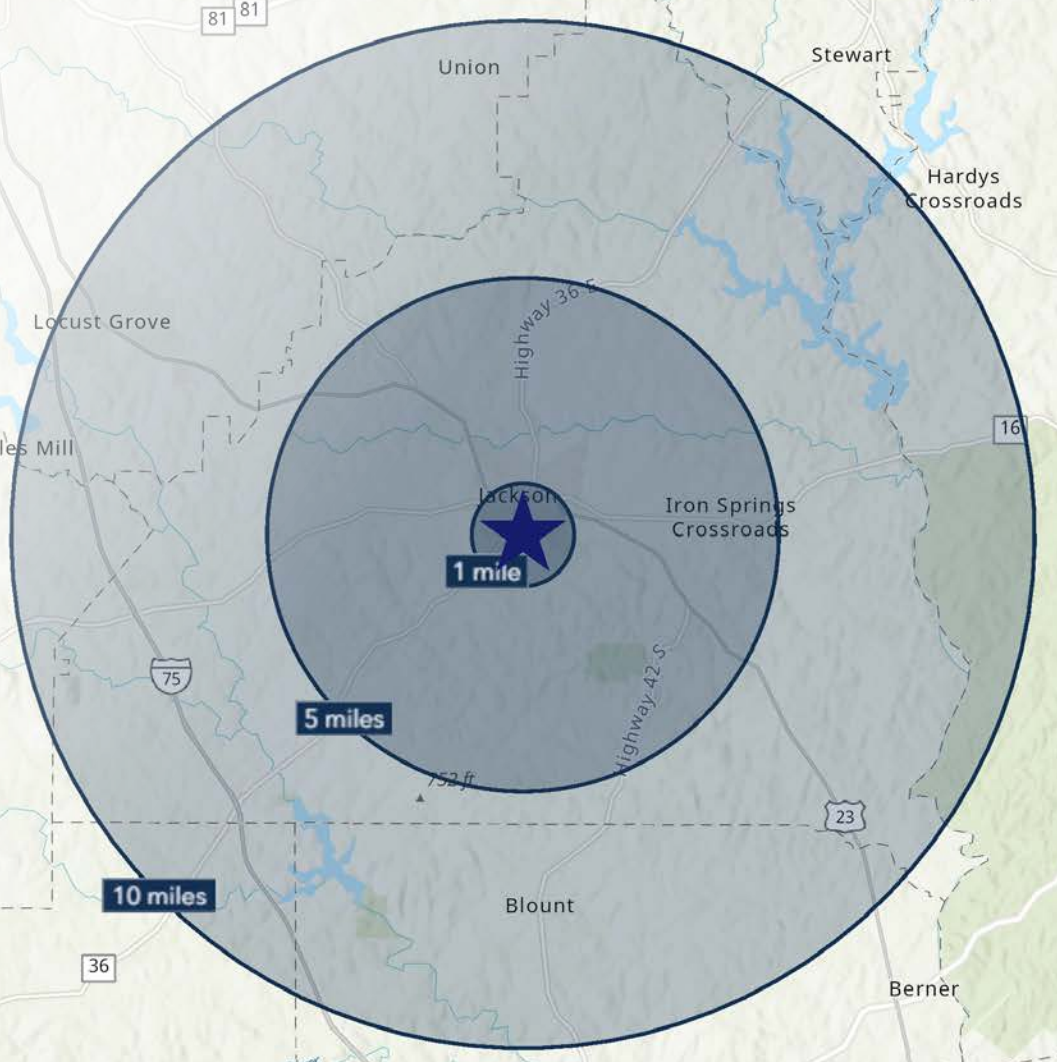 81
81
Stewart
Union
Hardys
Crossroads
Highway 36 E
Locust Grove
16
les Mill
Jackson
Iron Springs
Crossroads
1 mile
75
5 miles
Highway 42 S
752 ft
23
10 miles
Blount
36
Berner